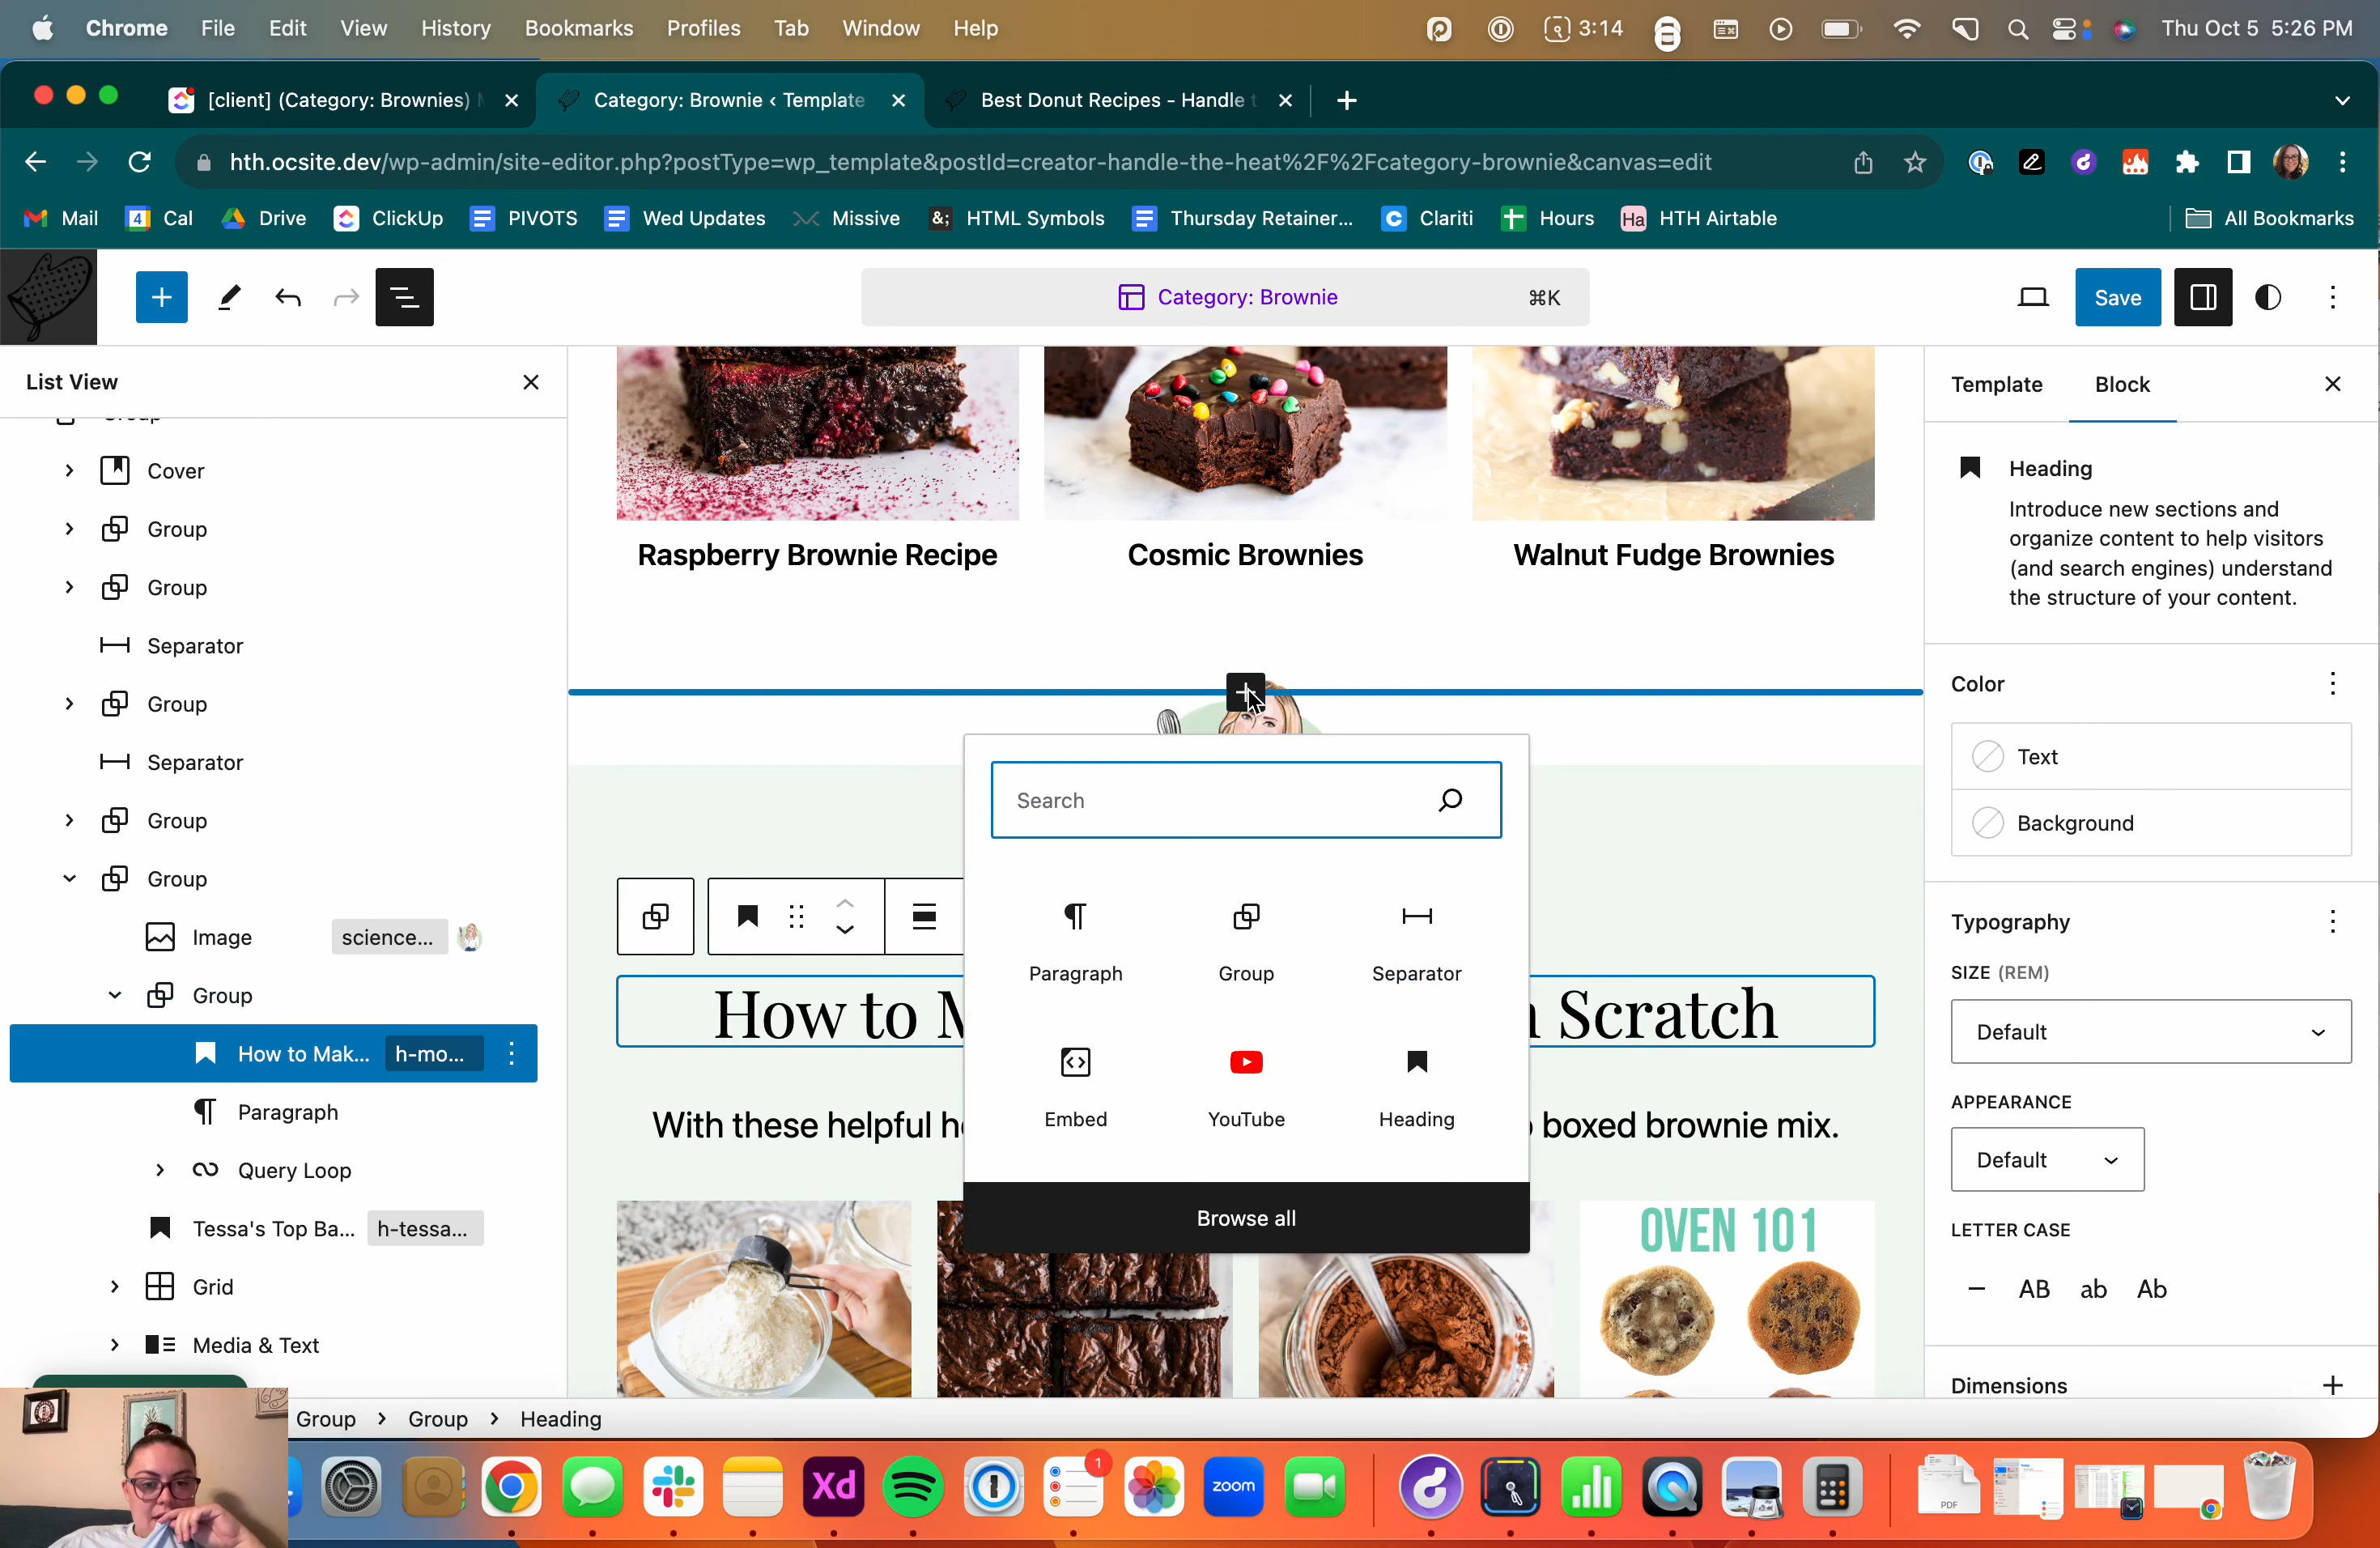 Chrome File Edit View History Bookmarks Profiles Tab Window Help 3:14 Thu Oct 5 5:26 PM
[client] (Category: Brownies) Category: Brownie ‹ Template Best Donut Recipes - Handle
hth.ocsite.dev/wp-admin/site-editor.php?postType=wp_template&postId=creator-handle-the-heat%2F%2Fcategory-brownie&canvas=edit
Mail 4 Cal Drive ClickUp PIVOTS Wed Updates Missive &; HTML Symbols Thursday Retainer... C Clariti Hours Ha HTH Airtable All Bookmarks
Category: Brownie ⌘K Save
List View
Group
Cover
Group
Group
Separator
Group
Separator
Group
Group
Image science...
Group
How to Mak... h-mo...
Paragraph
Query Loop
Tessa's Top Ba... h-tessa...
Grid
Media & Text
Raspberry Brownie Recipe Cosmic Brownies Walnut Fudge Brownies
Search
Paragraph Group Separator
Embed YouTube Heading
Browse all
How to Scratch
With these helpful boxed brownie mix.
OVEN 101
Template Block
Heading
Introduce new sections and
organize content to help visitors
(and search engines) understand
the structure of your content.
Color
Text
Background
Typography
SIZE (REM)
Default
APPEARANCE
Default
LETTER CASE
— AB ab Ab
Dimensions
Group › Group › Heading
Xd 1 zoom PDF